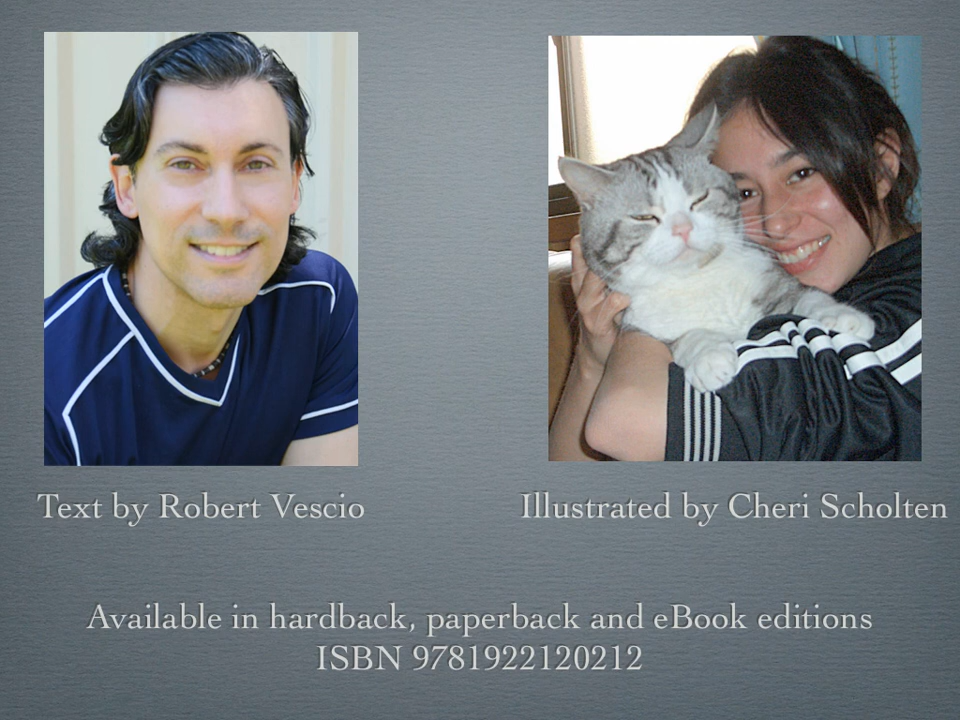 Text by Robert Vescio
Illustrated by Cheri Scholten
Available in hardback, paperback and eBook editions
ISBN 9781922120212